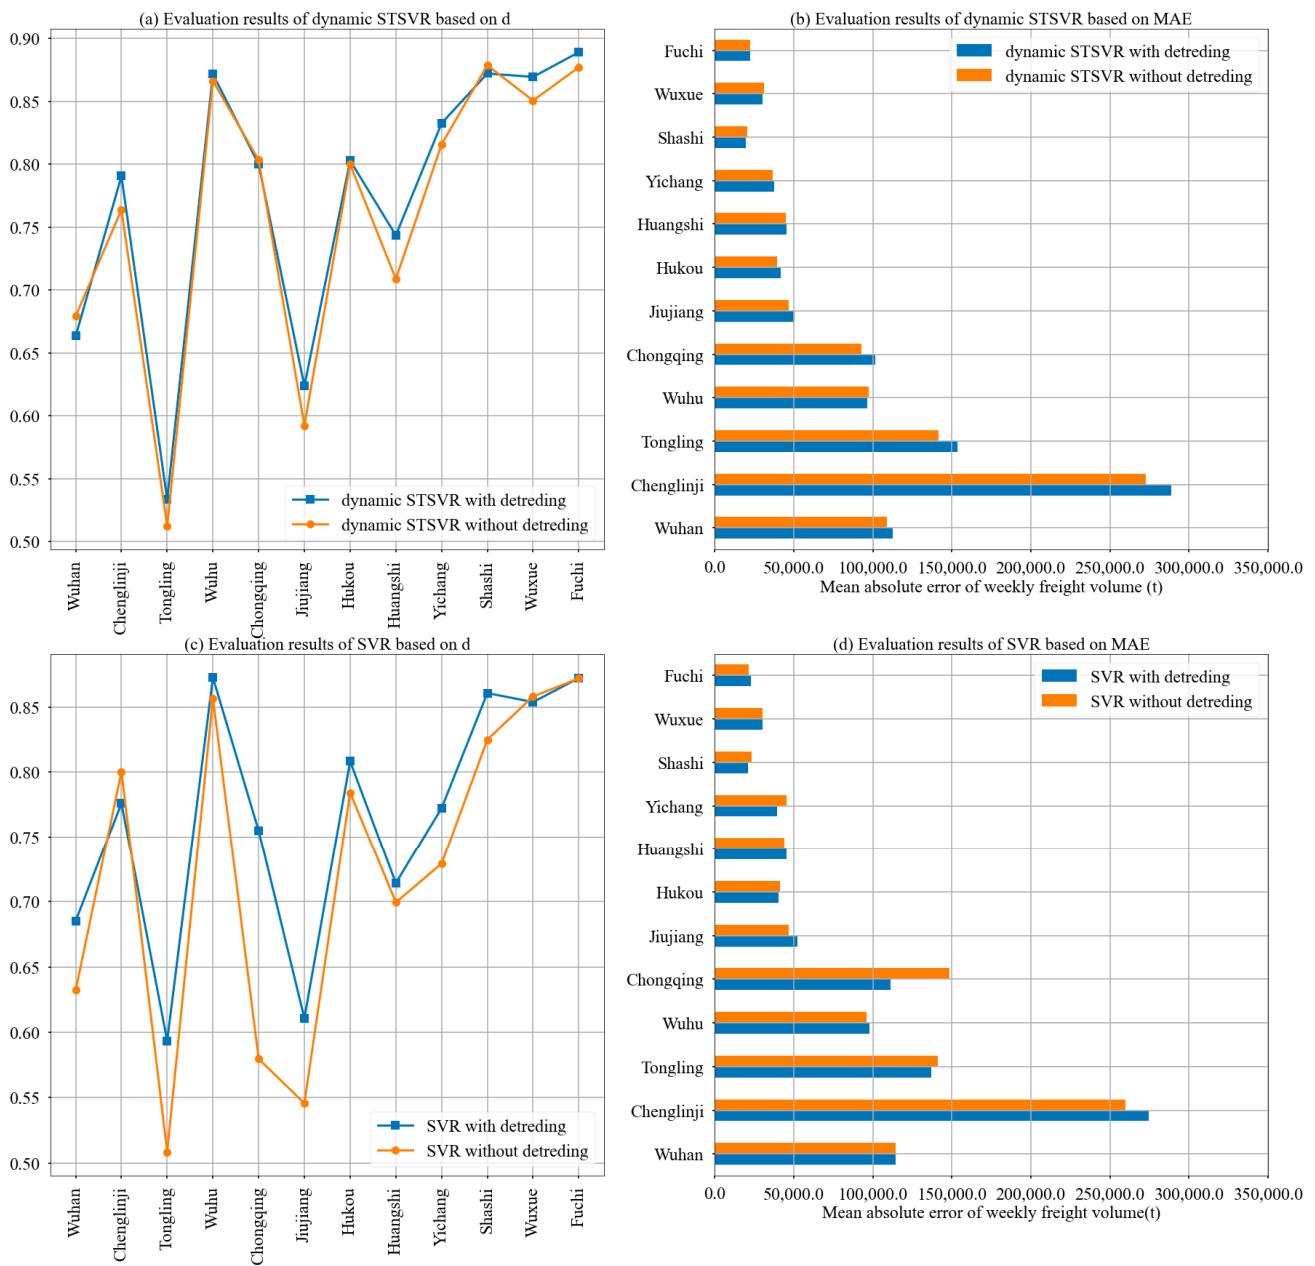 (a) Evaluation results of dynamic STSVR based on d
0.90
0.85
0.80
0.75
0.70
0.65
0.60
0.55
0.50
dynamic STSVR with detreding
dynamic STSVR without detreding
Wuhan
Chenglinji
Tongling
Wuhu
Chongqing
Jiujiang
Hukou
Huangshi
Yichang
Shashi
Wuxue
Fuchi
(b) Evaluation results of dynamic STSVR based on MAE
dynamic STSVR with detreding
dynamic STSVR without detreding
Fuchi
Wuxue
Shashi
Yichang
Huangshi
Hukou
Jiujiang
Chongqing
Wuhu
Tongling
Chenglinji
Wuhan
0.0 50,000.0 100,000.0 150,000.0 200,000.0 250,000.0 300,000.0 350,000.0
Mean absolute error of weekly freight volume (t)
(c) Evaluation results of SVR based on d
0.85
0.80
0.75
0.70
0.65
0.60
0.55
0.50
SVR with detreding
SVR without detreding
Wuhan
Chenglinji
Tongling
Wuhu
Chongqing
Jiujiang
Hukou
Huangshi
Yichang
Shashi
Wuxue
Fuchi
(d) Evaluation results of SVR based on MAE
SVR with detreding
SVR without detreding
Fuchi
Wuxue
Shashi
Yichang
Huangshi
Hukou
Jiujiang
Chongqing
Wuhu
Tongling
Chenglinji
Wuhan
0.0 50,000.0 100,000.0 150,000.0 200,000.0 250,000.0 300,000.0 350,000.0
Mean absolute error of weekly freight volume(t)